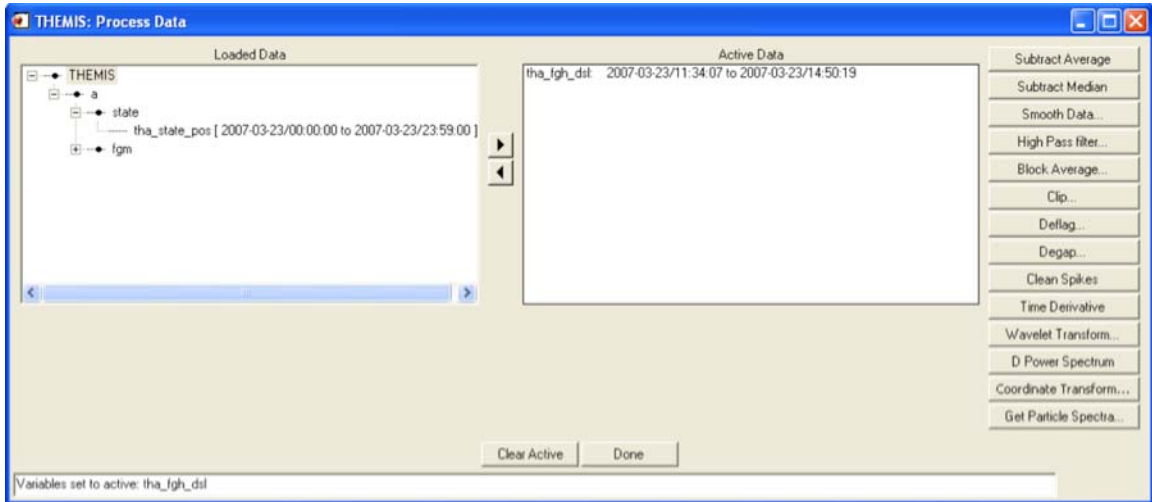 THEMIS: Process Data
Loaded Data
THEMIS
a
state
tha_state_pos [ 2007-03-23/00:00:00 to 2007-03-23/23:59:00 ]
fgm
Active Data
tha_fgh_dsl: 2007-03-23/11:34:07 to 2007-03-23/14:50:19
Subtract Average
Subtract Median
Smooth Data...
High Pass filter...
Block Average...
Clip...
Deflag...
Degap...
Clean Spikes
Time Derivative
Wavelet Transform...
D Power Spectrum
Coordinate Transform...
Get Particle Spectra...
Clear Active
Done
Variables set to active: tha_fgh_dsl